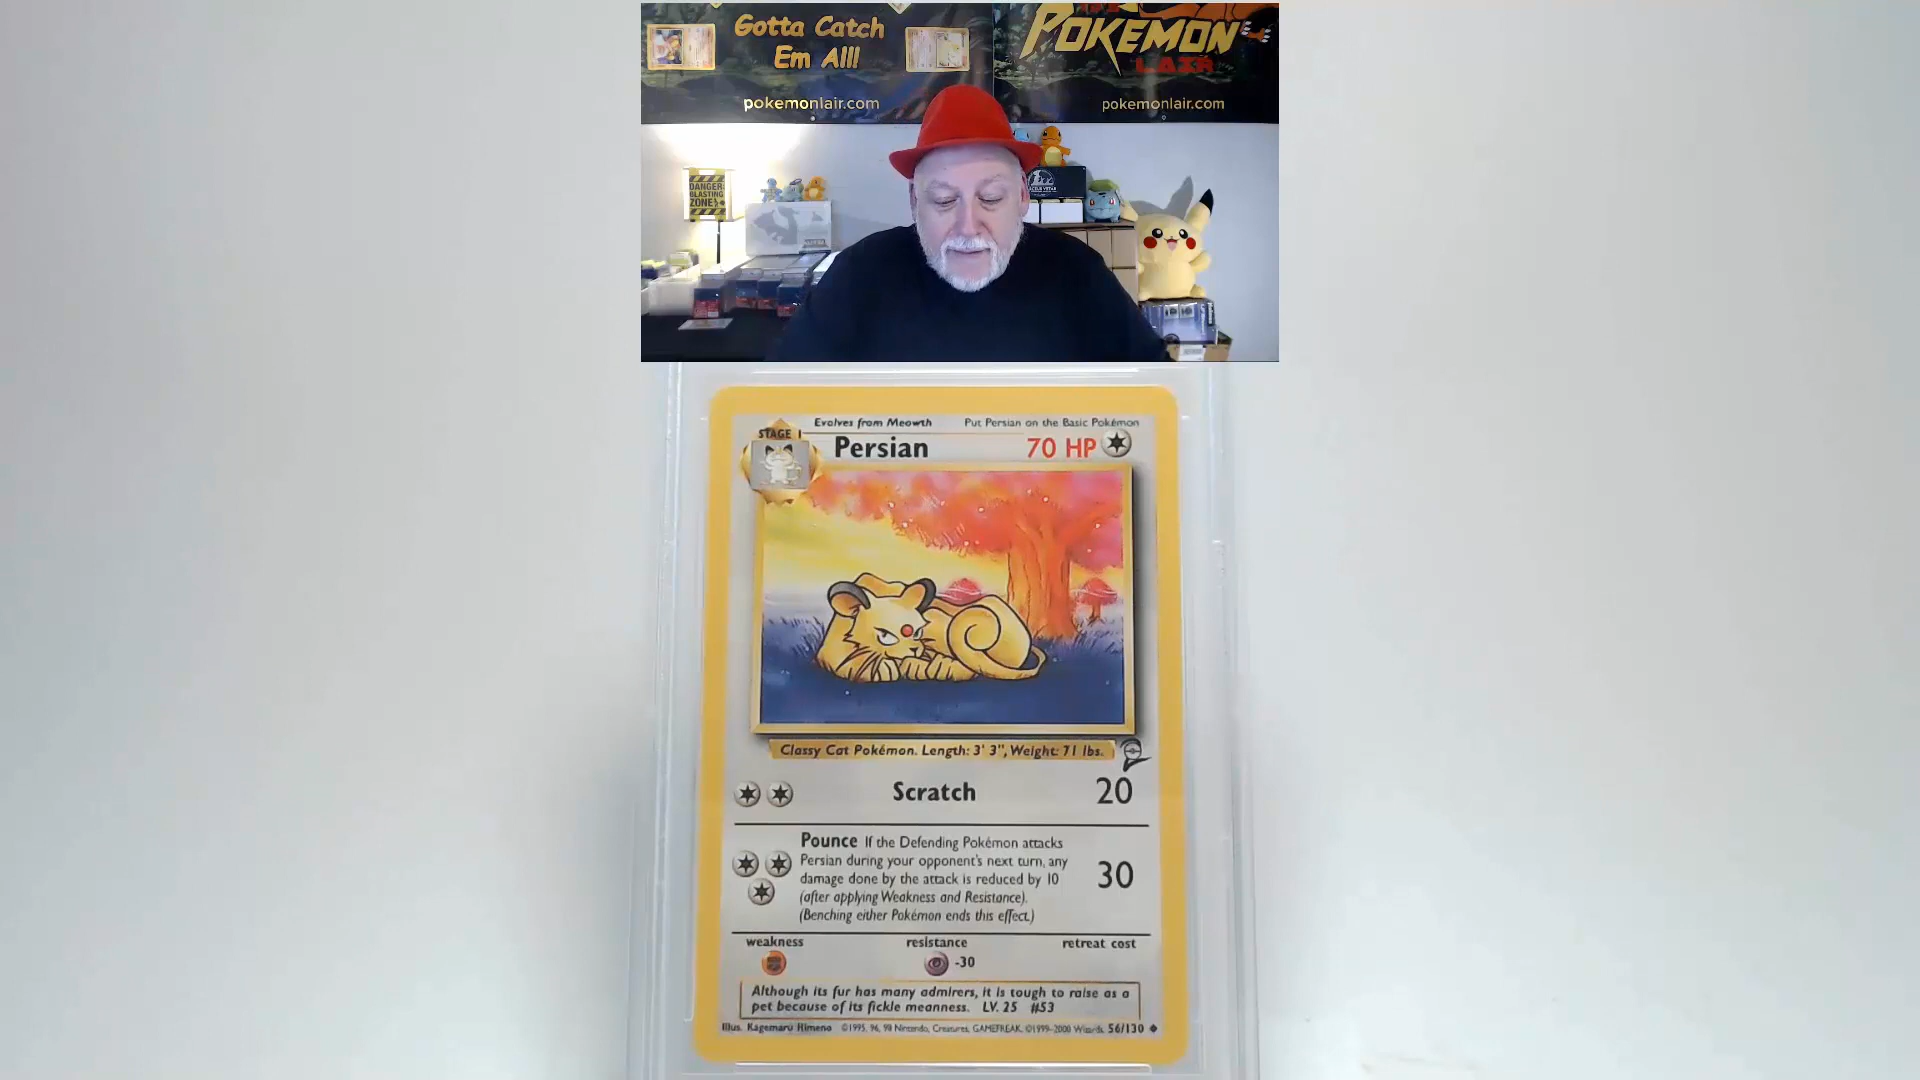 Gotta Catch
Em Alll
pokemonlair.com
POKEMON
LAIR
pokemonlair.com
DANGER
BLASTING
ZONE
Evolves from Meowth
Put Persian on the Basic Pokémon
STAGE 1
Persian
70 HP
Classy Cat Pokémon. Length: 3' 3", Weight: 71 lbs.
Scratch
20
Pounce If the Defending Pokémon attacks
Persian during your opponent's next turn, any
damage done by the attack is reduced by 10
(after applying Weakness and Resistance).
(Benching either Pokémon ends this effect.)
30
weakness
resistance
retreat cost
-30
Although its fur has many admirers, it is tough to raise as a
pet because of its fickle meanness. LV. 25 #53
Illus. Kagemaru Himeno ©1995, 96, 98 Nintendo, Creatures, GAMEFREAK. ©1999-2000 Wizards. 56/130